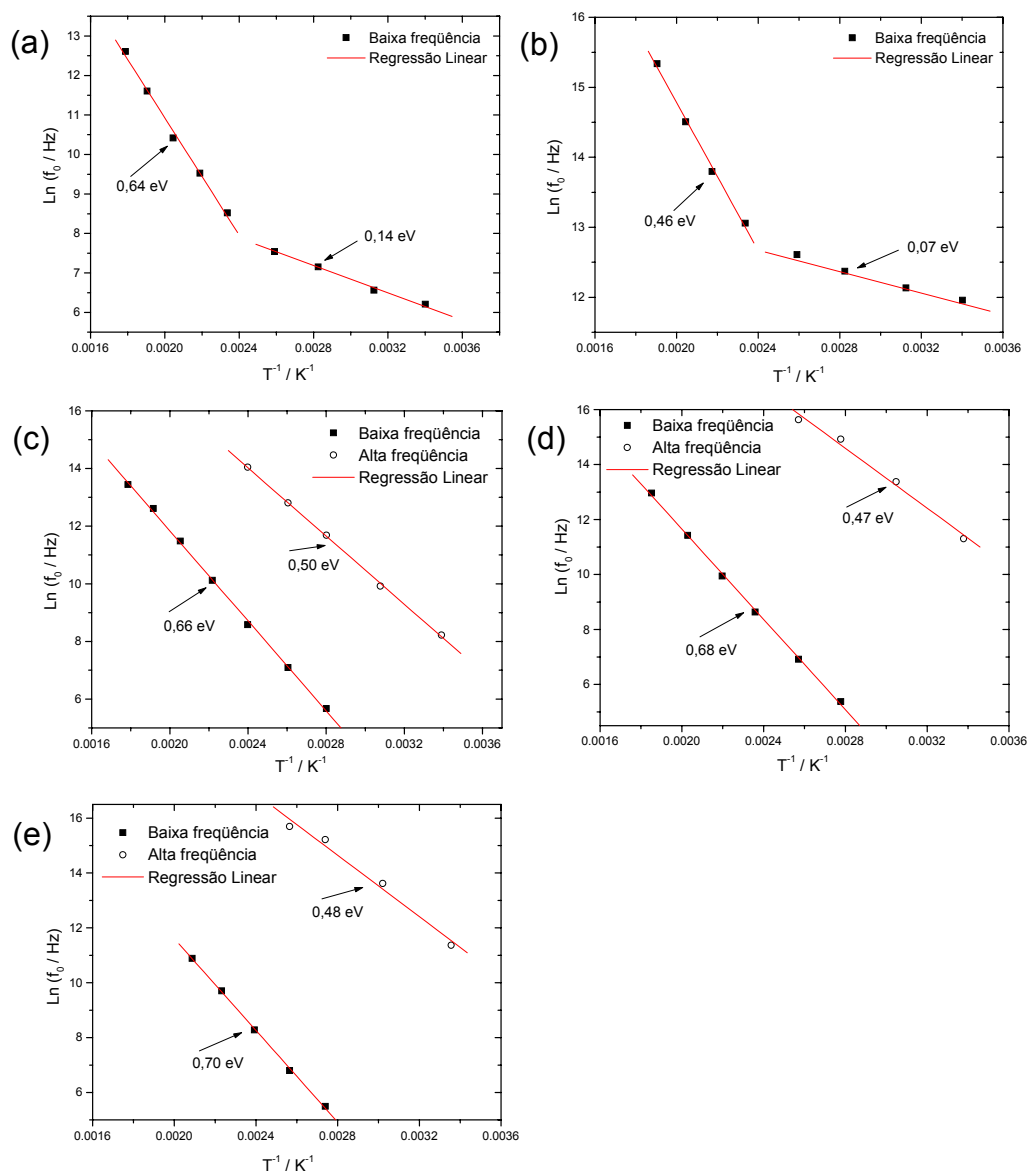 (a)
Baixa freqüência
Regressão Linear
Ln (f0 / Hz)
13
12
11
10
9
8
7
6
0,64 eV
0,14 eV
0.0016 0.0020 0.0024 0.0028 0.0032 0.0036
T-1 / K-1
(b)
Baixa freqüência
Regressão Linear
Ln (f0 / Hz)
16
15
14
13
12
0,46 eV
0,07 eV
0.0016 0.0020 0.0024 0.0028 0.0032 0.0036
T-1 / K-1
(c)
Baixa freqüência
Alta freqüência
Regressão Linear
Ln (f0 / Hz)
16
14
12
10
8
6
0,50 eV
0,66 eV
0.0016 0.0020 0.0024 0.0028 0.0032 0.0036
T-1 / K-1
(d)
Baixa freqüência
Alta freqüência
Regressão Linear
Ln (f0 / Hz)
16
14
12
10
8
6
0,47 eV
0,68 eV
0.0016 0.0020 0.0024 0.0028 0.0032 0.0036
T-1 / K-1
(e)
Baixa freqüência
Alta freqüência
Regressão Linear
Ln (f0 / Hz)
16
14
12
10
8
6
0,48 eV
0,70 eV
0.0016 0.0020 0.0024 0.0028 0.0032 0.0036
T-1 / K-1